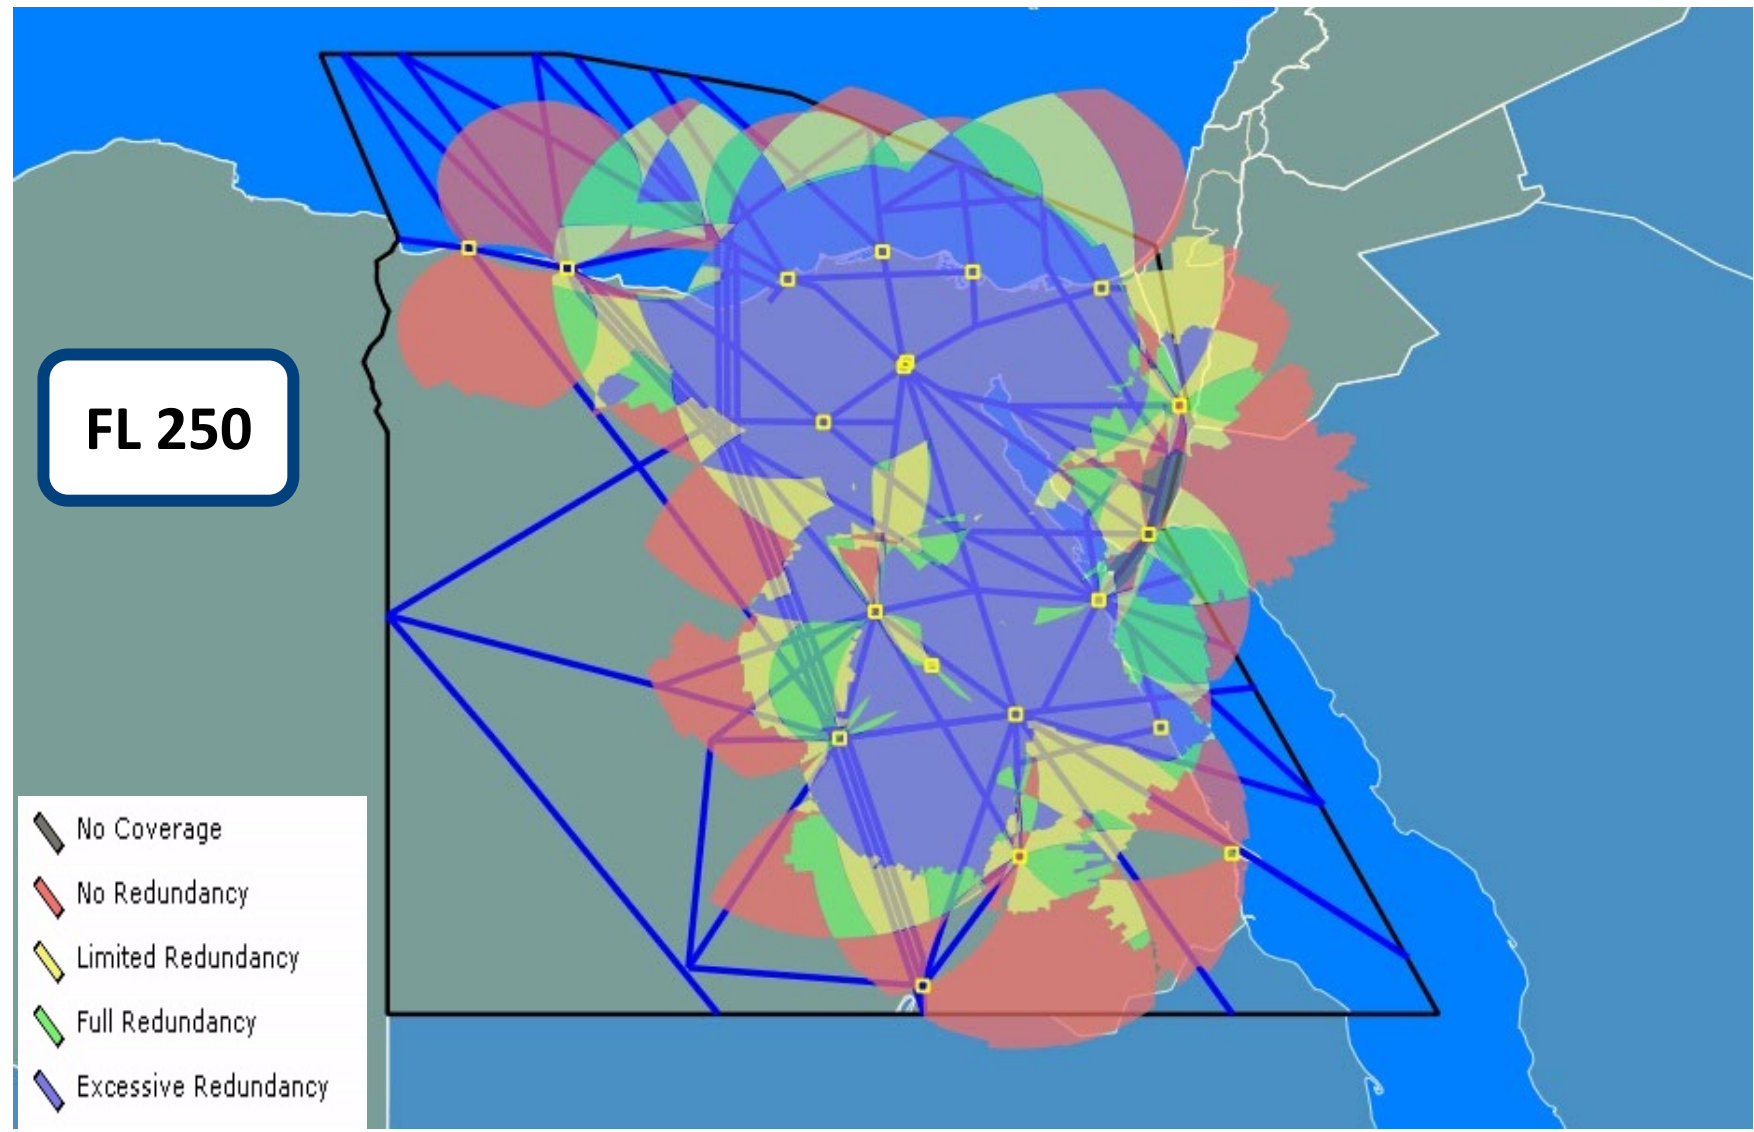 FL 250
No Coverage
No Redundancy
Limited Redundancy
Full Redundancy
Excessive Redundancy